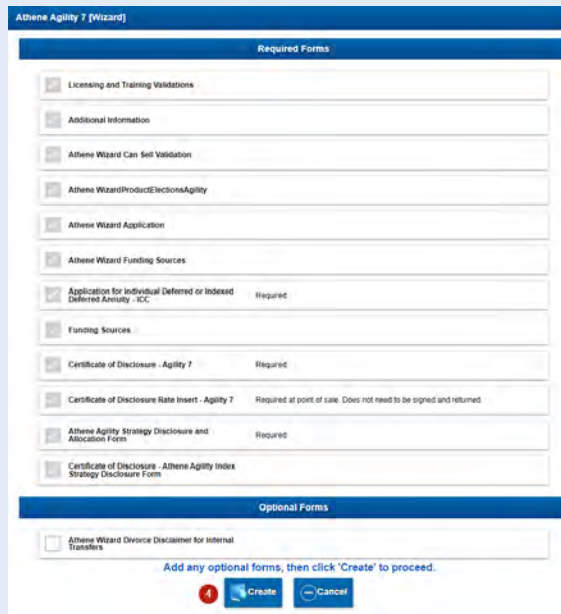 Athene Agility 7 [Wizard]
Required Forms
Licensing and Training Validations
Additional Information
Athene Wizard Can Sell Validation
Athene WizardProductElectionsAgility
Athene Wizard Application
Athene Wizard Funding Sources
Application for Individual Deferred or Indexed
Deferred Annuity - ICC
Required
Funding Sources
Certificate of Disclosure - Agility 7 Required
Certificate of Disclosure Rate Insert - Agility 7 Required at point of sale. Does not need to be signed and returned.
Athene Agility Strategy Disclosure and
Allocation Form
Required
Certificate of Disclosure - Athene Agility Index
Strategy Disclosure Form
Optional Forms
Athene Wizard Divorce Disclaimer for Internal
Transfers
Add any optional forms, then click 'Create' to proceed.
4 Create Cancel